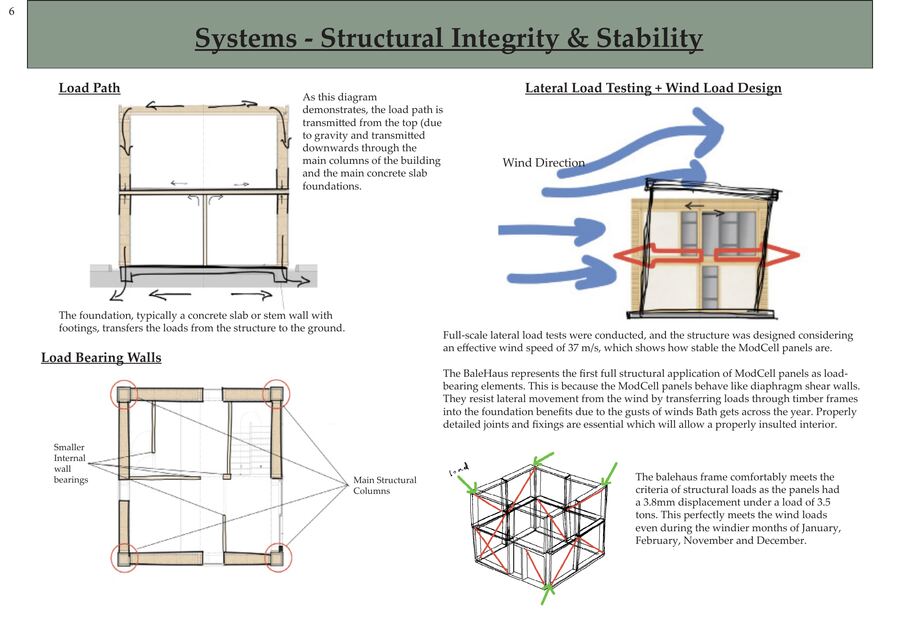 6
Systems - Structural Integrity & Stability
Load Path
As this diagram
demonstrates, the load path is
transmitted from the top (due
to gravity and transmitted
downwards through the
main columns of the building
and the main concrete slab
foundations.
The foundation, typically a concrete slab or stem wall with
footings, transfers the loads from the structure to the ground.
Load Bearing Walls
Smaller
Internal
wall
bearings
Main Structural
Columns
Lateral Load Testing + Wind Load Design
Wind Direction
Full-scale lateral load tests were conducted, and the structure was designed considering
an effective wind speed of 37 m/s, which shows how stable the ModCell panels are.
The BaleHaus represents the first full structural application of ModCell panels as load-
bearing elements. This is because the ModCell panels behave like diaphragm shear walls.
They resist lateral movement from the wind by transferring loads through timber frames
into the foundation benefits due to the gusts of winds Bath gets across the year. Properly
detailed joints and fixings are essential which will allow a properly insulted interior.
Load
The balehaus frame comfortably meets the
criteria of structural loads as the panels had
a 3.8mm displacement under a load of 3.5
tons. This perfectly meets the wind loads
even during the windier months of January,
February, November and December.